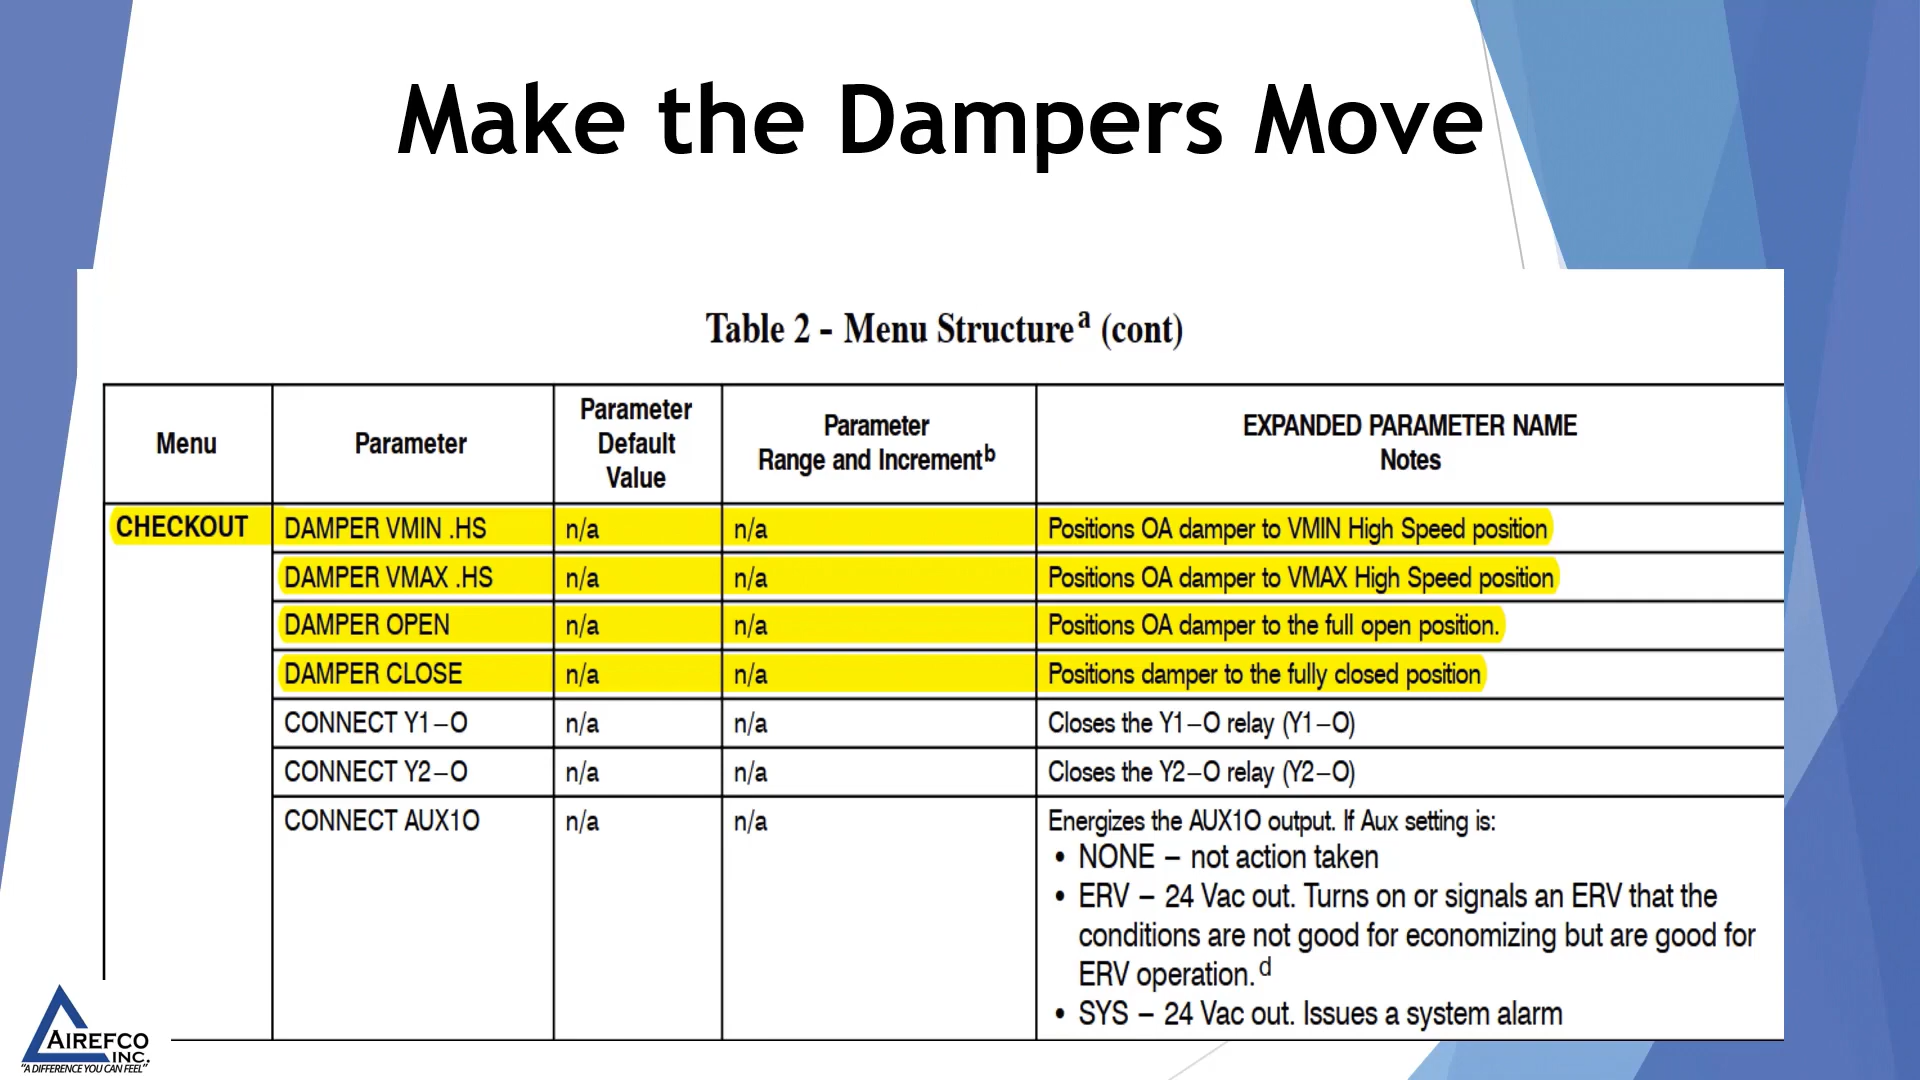 Make the Dampers Move
Table 2 - Menu Structure a (cont)
Menu
Parameter
Parameter
Default
Value
Parameter
Range and Increment b
EXPANDED PARAMETER NAME
Notes
CHECKOUT DAMPER VMIN .HS n/a n/a Positions OA damper to VMIN High Speed position
DAMPER VMAX .HS n/a n/a Positions OA damper to VMAX High Speed position
DAMPER OPEN n/a n/a Positions OA damper to the full open position.
DAMPER CLOSE n/a n/a Positions damper to the fully closed position
CONNECT Y1–O n/a n/a Closes the Y1–O relay (Y1–O)
CONNECT Y2–O n/a n/a Closes the Y2–O relay (Y2–O)
CONNECT AUX1O n/a n/a Energizes the AUX1O output. If Aux setting is:
• NONE – not action taken
• ERV – 24 Vac out. Turns on or signals an ERV that the
conditions are not good for economizing but are good for
ERV operation. d
• SYS – 24 Vac out. Issues a system alarm
AIREFCO
INC.
"A DIFFERENCE YOU CAN FEEL"